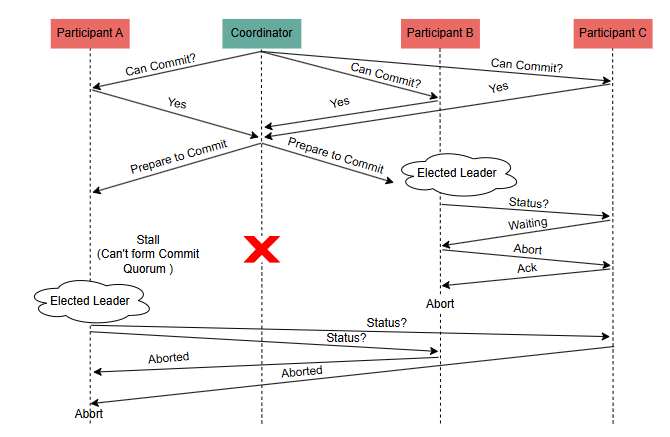 Participant A
Coordinator
Participant B
Participant C
Can Commit?
Can Commit?
Can Commit?
Yes
Yes
Yes
Prepare to Commit
Prepare to Commit
Elected Leader
Status?
Waiting
Abort
Ack
Stall
(Can't form Commit
Quorum )
Elected Leader
Abort
Status?
Status?
Aborted
Aborted
Abort